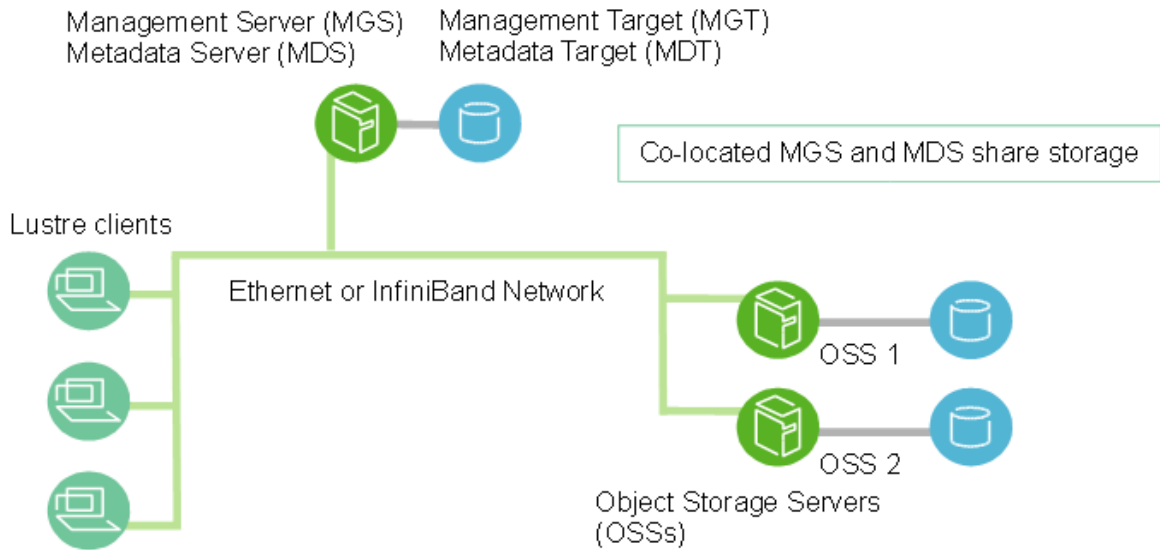 Management Server (MGS)
Metadata Server (MDS)
Management Target (MGT)
Metadata Target (MDT)
Co-located MGS and MDS share storage
Lustre clients
Ethernet or InfiniBand Network
OSS 1
OSS 2
Object Storage Servers
(OSSs)